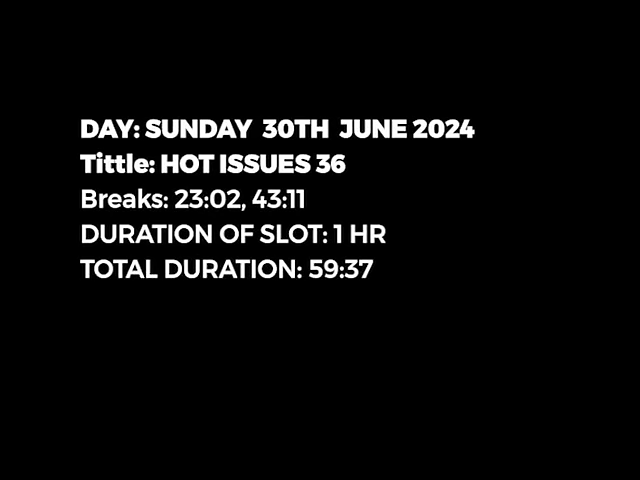 DAY: SUNDAY  30TH  JUNE 2024
Tittle: HOT ISSUES 36
Breaks: 23:02, 43:11
DURATION OF SLOT: 1 HR
TOTAL DURATION: 59:37